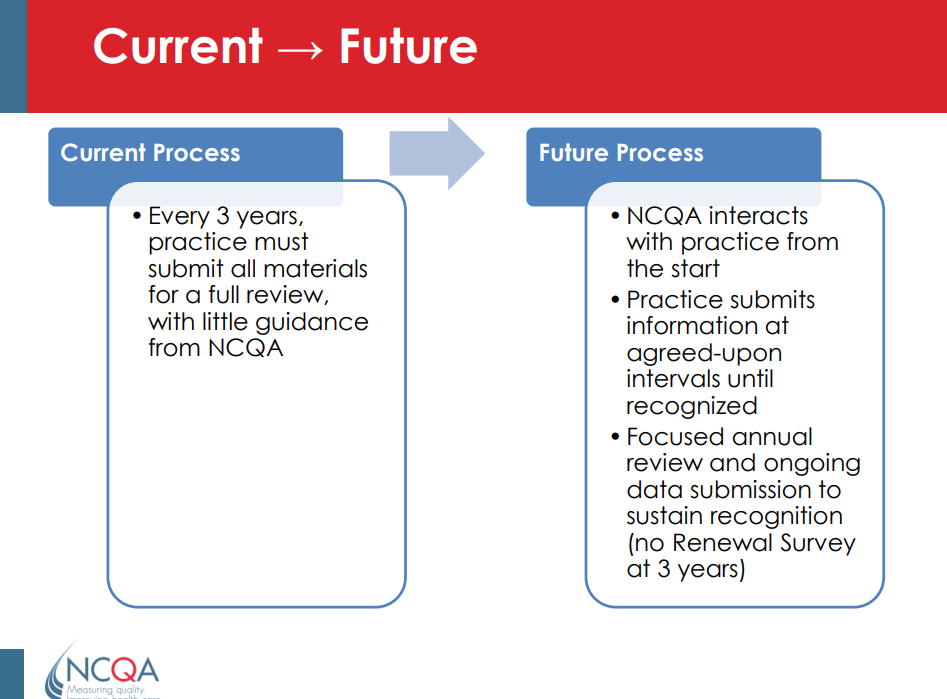 Current → Future
Current Process
• Every 3 years,
practice must
submit all materials
for a full review,
with little guidance
from NCQA
Future Process
• NCQA interacts
with practice from
the start
• Practice submits
information at
agreed-upon
intervals until
recognized
• Focused annual
review and ongoing
data submission to
sustain recognition
(no Renewal Survey
at 3 years)
NCQA
Measuring quality.
Improving health care.